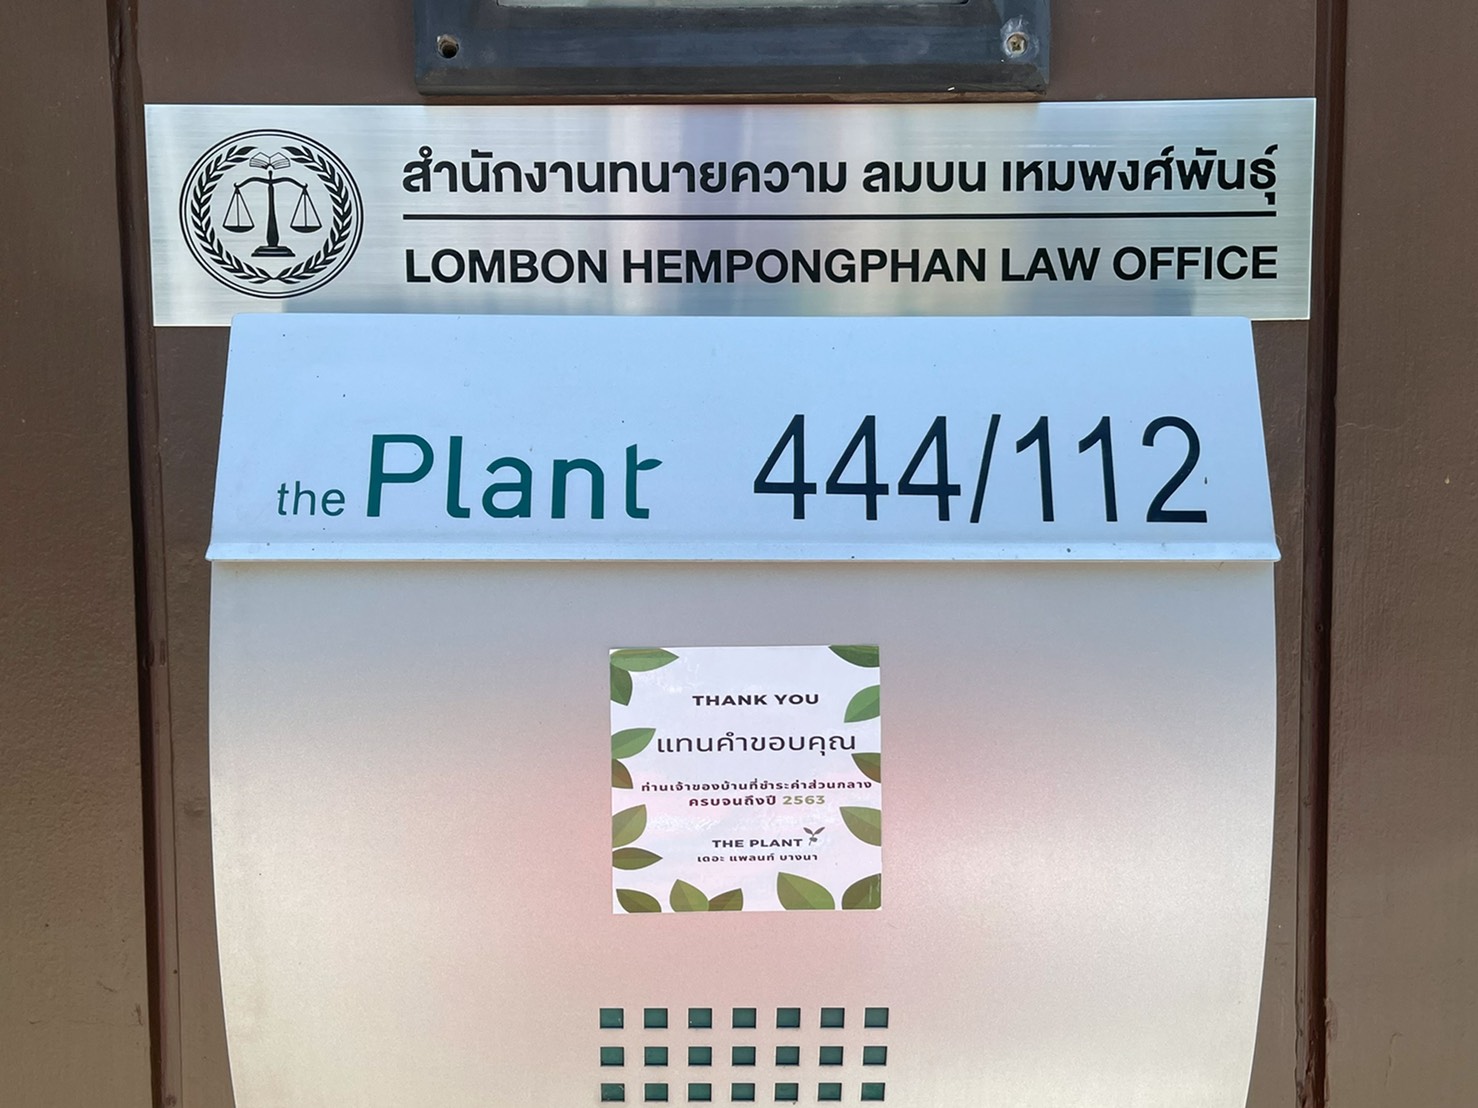 สำนักงานทนายความ ลมบน เหมพงศ์พันธุ์
LOMBON HEMPONGPHAN LAW OFFICE
the Plant 444/112
THANK YOU
แทนคำขอบคุณ
ท่านเจ้าของบ้านที่ชำระค่าส่วนกลาง
ครบจนถึงปี 2563
THE PLANT
เดอะ แพลนท์ บางนา